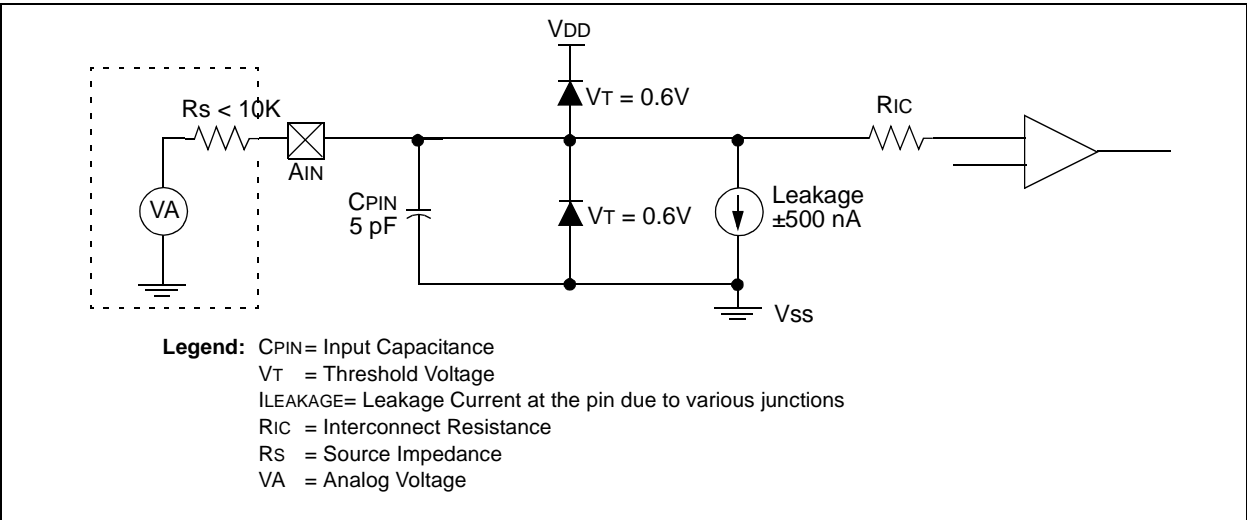 VDD
VT = 0.6V
RIC
Rs < 10K
AIN
VA
CPIN
5 pF
VT = 0.6V
Leakage
±500 nA
Vss
Legend: CPIN= Input Capacitance
VT = Threshold Voltage
ILEAKAGE= Leakage Current at the pin due to various junctions
RIC = Interconnect Resistance
RS = Source Impedance
VA = Analog Voltage